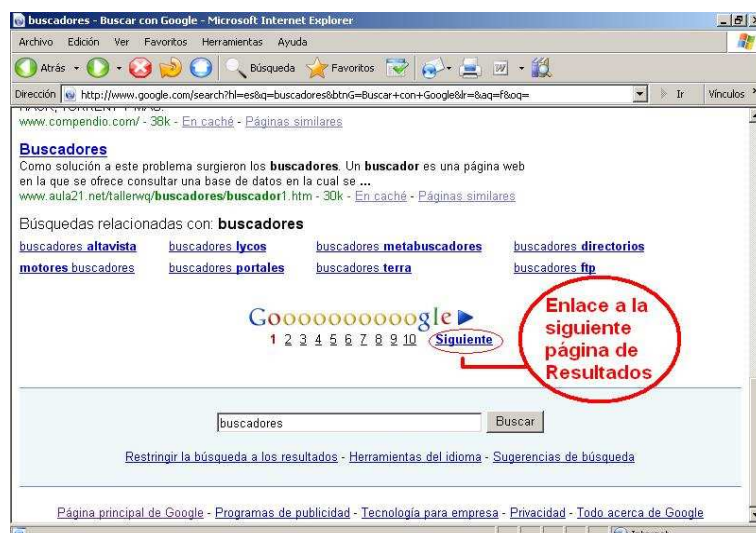 buscadores - Buscar con Google - Microsoft Internet Explorer
Archivo Edición Ver Favoritos Herramientas Ayuda
Atrás Búsqueda Favoritos
Dirección http://www.google.com/search?hl=es&q=buscadores&btnG=Buscar+con+Google&lr=&aq=f&oq= Ir Vínculos
www.compendio.com/ - 38k - En caché - Páginas similares
Buscadores
Como solución a este problema surgieron los buscadores. Un buscador es una página web
en la que se ofrece consultar una base de datos en la cual se ...
www.aula21.net/tallerwq/buscadores/buscador1.htm - 30k - En caché - Páginas similares
Búsquedas relacionadas con: buscadores
buscadores altavista buscadores lycos buscadores metabuscadores buscadores directorios
motores buscadores buscadores portales buscadores terra buscadores ftp
Goooooooooogle
1 2 3 4 5 6 7 8 9 10 Siguiente
Enlace a la
siguiente
página de
Resultados
buscadores Buscar
Restringir la búsqueda a los resultados - Herramientas del idioma - Sugerencias de búsqueda
Página principal de Google - Programas de publicidad - Tecnología para empresa - Privacidad - Todo acerca de Google